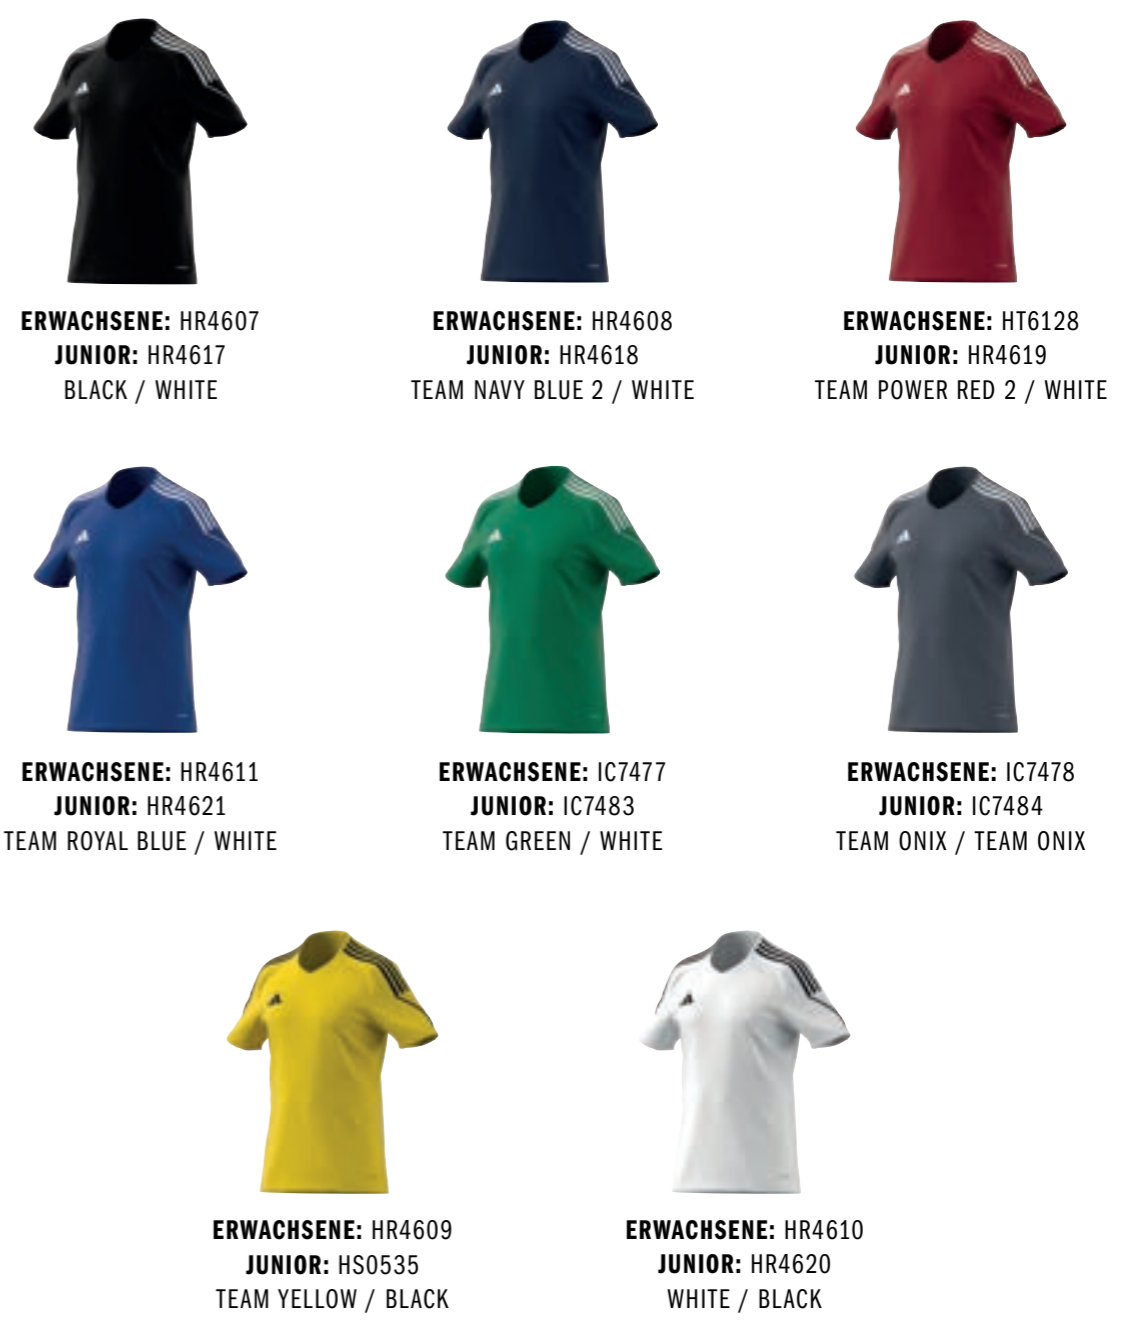 ERWACHSENE: HR4607
JUNIOR: HR4617
BLACK / WHITE
ERWACHSENE: HR4608
JUNIOR: HR4618
TEAM NAVY BLUE 2 / WHITE
ERWACHSENE: HT6128
JUNIOR: HR4619
TEAM POWER RED 2 / WHITE
ERWACHSENE: HR4611
JUNIOR: HR4621
TEAM ROYAL BLUE / WHITE
ERWACHSENE: IC7477
JUNIOR: IC7483
TEAM GREEN / WHITE
ERWACHSENE: IC7478
JUNIOR: IC7484
TEAM ONIX / TEAM ONIX
ERWACHSENE: HR4609
JUNIOR: HS0535
TEAM YELLOW / BLACK
ERWACHSENE: HR4610
JUNIOR: HR4620
WHITE / BLACK